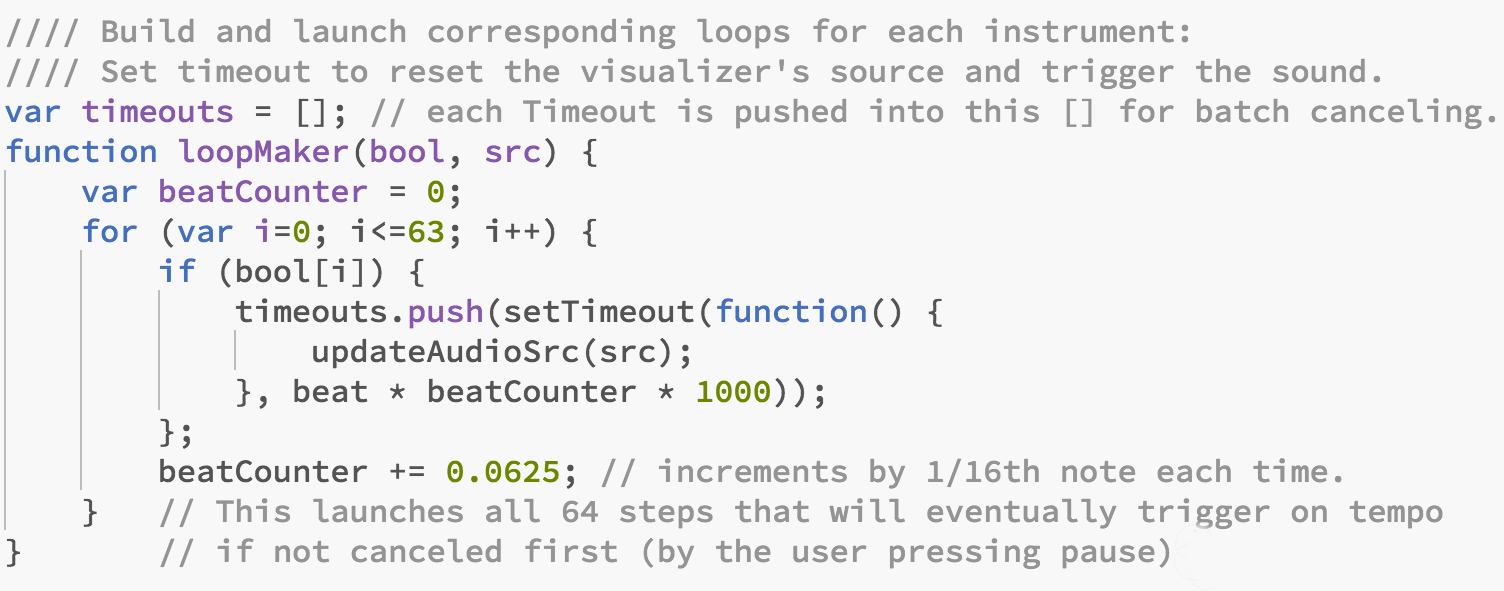 //// Build and launch corresponding loops for each instrument:
//// Set timeout to reset the visualizer's source and trigger the sound.
var timeouts = []; // each Timeout is pushed into this [] for batch canceling.
function loopMaker(bool, src) {
    var beatCounter = 0;
    for (var i=0; i<=63; i++) {
        if (bool[i]) {
            timeouts.push(setTimeout(function() {
                updateAudioSrc(src);
            }, beat * beatCounter * 1000));
        };
        beatCounter += 0.0625; // increments by 1/16th note each time.
    }   // This launches all 64 steps that will eventually trigger on tempo
}       // if not canceled first (by the user pressing pause)